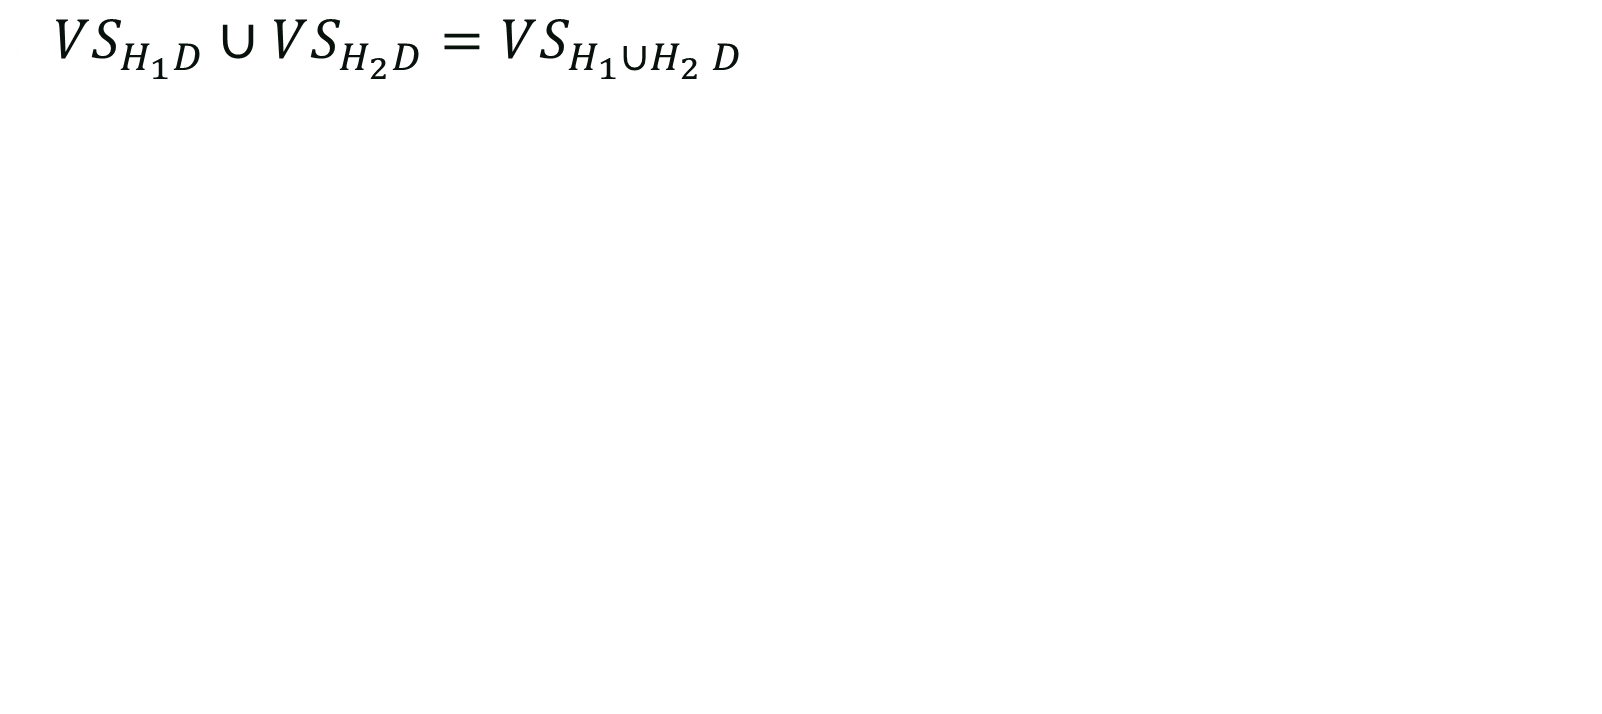 VS_{H_1 D} ∪ VS_{H_2 D} = VS_{H_1 ∪ H_2 D}